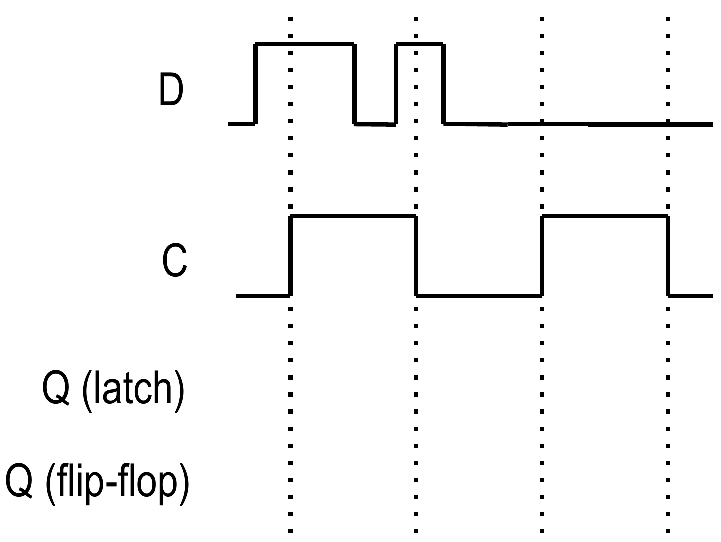 D
C
Q (latch)
Q (flip-flop)